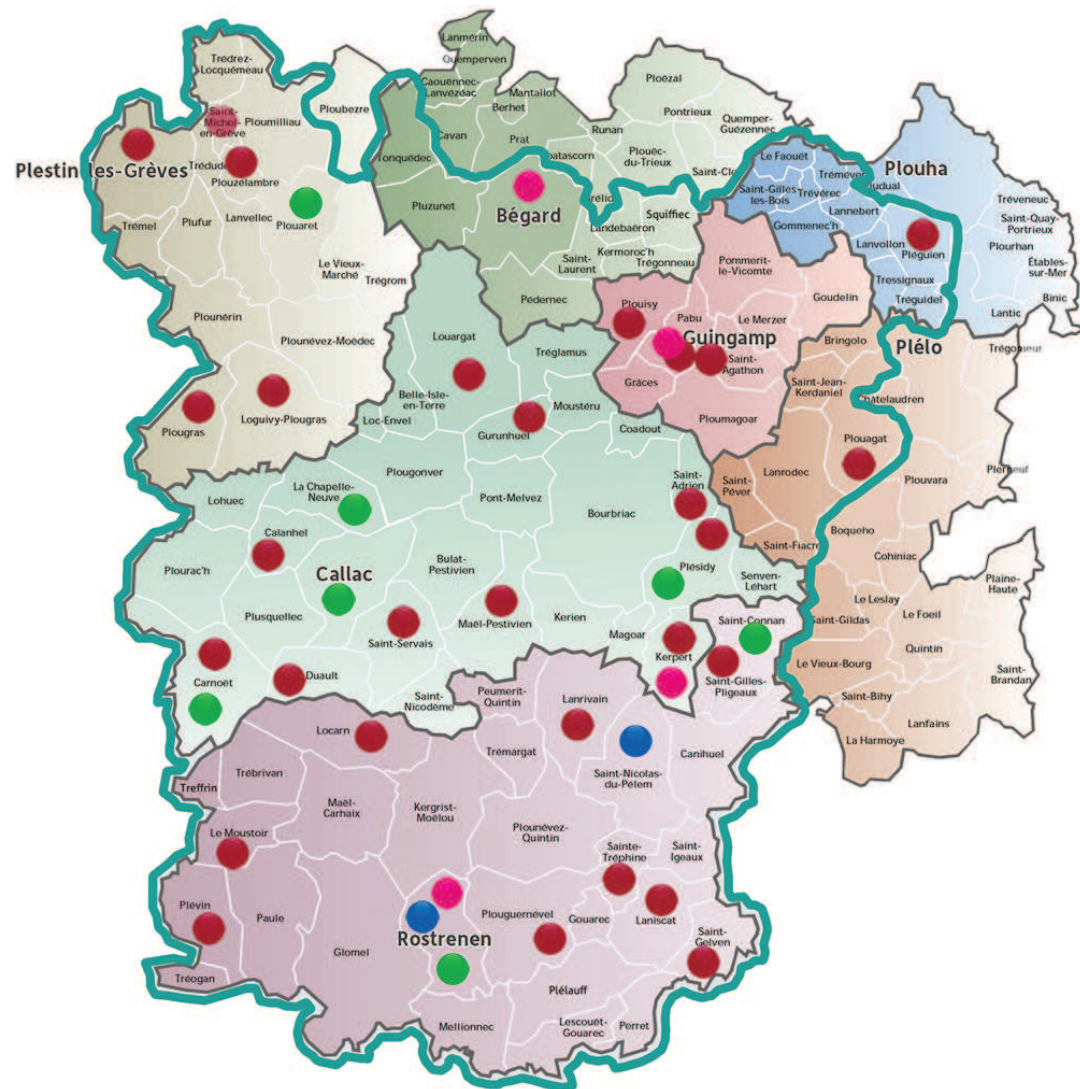 Lanmérin
Quemperven
Trédrez-
Locquémeau
Caouënnec-
Lanvézéac
Mantallot
Berhet
Ploëzal
Ploubezre
Saint-
Michel-
en-Grève
Ploumilliau
Pontrieux
Quemper-
Guézennec
Cavan
Prat
Runan
Tonquédec
Plouëc-
du-Trieux
Le Faouët
Plouha
Plestin-les-Grèves
Plouzélambre
Trémével
Saint-Gilles
les-Bois
Trévérec
Tréveneuc
Pluzunet
Bégard
Squiffiec
Lannebert
Saint-Quay-
Portrieux
Plufur
Lanvellec
Plouaret
Landebaëron
Gommenec'h
Trémel
Kermoroc'h
Pommerit-
le-Vicomte
Lanvollon
Pléguien
Plourhan
Le Vieux-
Marché
Saint-
Laurent
Trégonneau
Étables-
sur-Mer
Trégrom
Tressignaux
Pédernec
Goudelin
Tréguidel
Binic
Plounérin
Plouisy
Pabu
Le Merzer
Lantic
Plounévez-Moëdec
Louargat
Guingamp
Bringolo
Plélo
Trégomeur
Tréglamus
Saint-
Agathon
Belle-Isle-
en-Terre
Grâces
Saint-Jean-
Kerdaniel
Châtelaudren
Loc-Envel
Moustéru
Loguivy-Plougras
Ploumagoar
Plougras
Gurunhuel
Coadout
Plouagat
Plougonver
Lanrodec
Saint-
Adrien
Saint-
Péver
Plerneuf
Plouvara
La Chapelle-
Neuve
Lohuec
Pont-Melvez
Bourbriac
Calanhel
Boqueho
Saint-Fiacre
Cohiniac
Plourac'h
Bulat-
Pestivien
Plésidy
Callac
Senven-
Léhart
Plaine-
Haute
Plusquellec
Le Leslay
Le Foeil
Maël-Pestivien
Kerien
Saint-Connan
Saint-Gildas
Saint-Servais
Magoar
Quintin
Kerpert
Le Vieux-Bourg
Carnoët
Duault
Saint-Gilles-
Pligeaux
Saint-
Brandan
Saint-
Nicodème
Peumerit-
Quintin
Lanrivain
Saint-Bihy
Lanfains
Locarn
La Harmoye
Trémargat
Canihuel
Trébrivan
Saint-Nicolas-
du-Pélem
Treffrin
Maël-
Carhaix
Kergrist-
Moëlou
Le Moustoir
Plounévez-
Quintin
Sainte-
Tréphine
Saint-
Igeaux
Plévin
Paule
Plouguernével
Gouarec
Laniscat
Rostrenen
Saint-
Gelven
Glomel
Tréogan
Plélauff
Mellionnec
Lescouët-
Gouarec
Perret